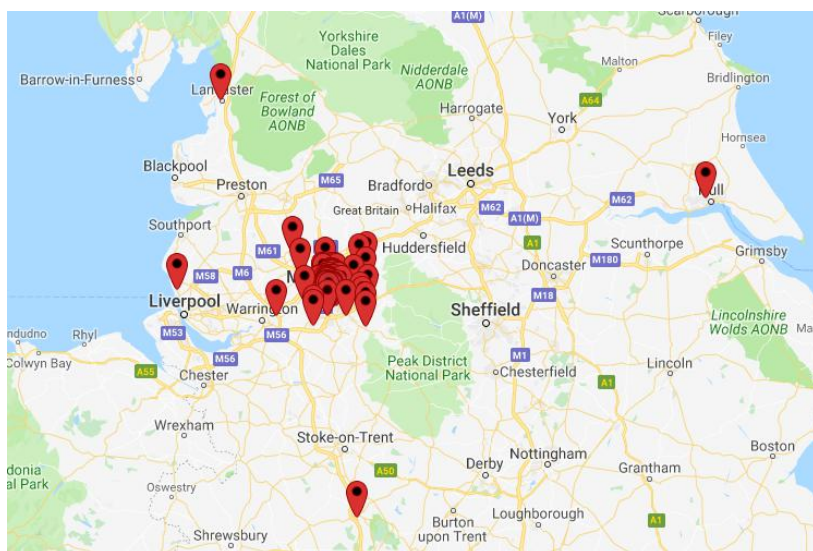 Scarborough
A1(M)
Yorkshire
Dales
National Park
Filey
Barrow-in-Furness
Nidderdale
AONB
Malton
Lancaster
Bridlington
Forest of
Bowland
AONB
Harrogate
A64
York
Hornsea
Blackpool
Leeds
M65
Bradford
Preston
Hull
M62
M62
Great Britain
Halifax
A1(M)
Southport
Huddersfield
M61
A1
Scunthorpe
M180
Grimsby
M58
M6
Doncaster
Liverpool
Warrington
M18
Sheffield
M53
M56
Lincolnshire
Wolds AONB
Rhyl
Colwyn Bay
M56
A55
Chester
Peak District
National Park
M1
Chesterfield
Lincoln
A1
Wrexham
Stoke-on-Trent
Boston
Nottingham
A50
Derby
Grantham
National Park
Oswestry
Burton
upon Trent
Loughborough
A1
Shrewsbury